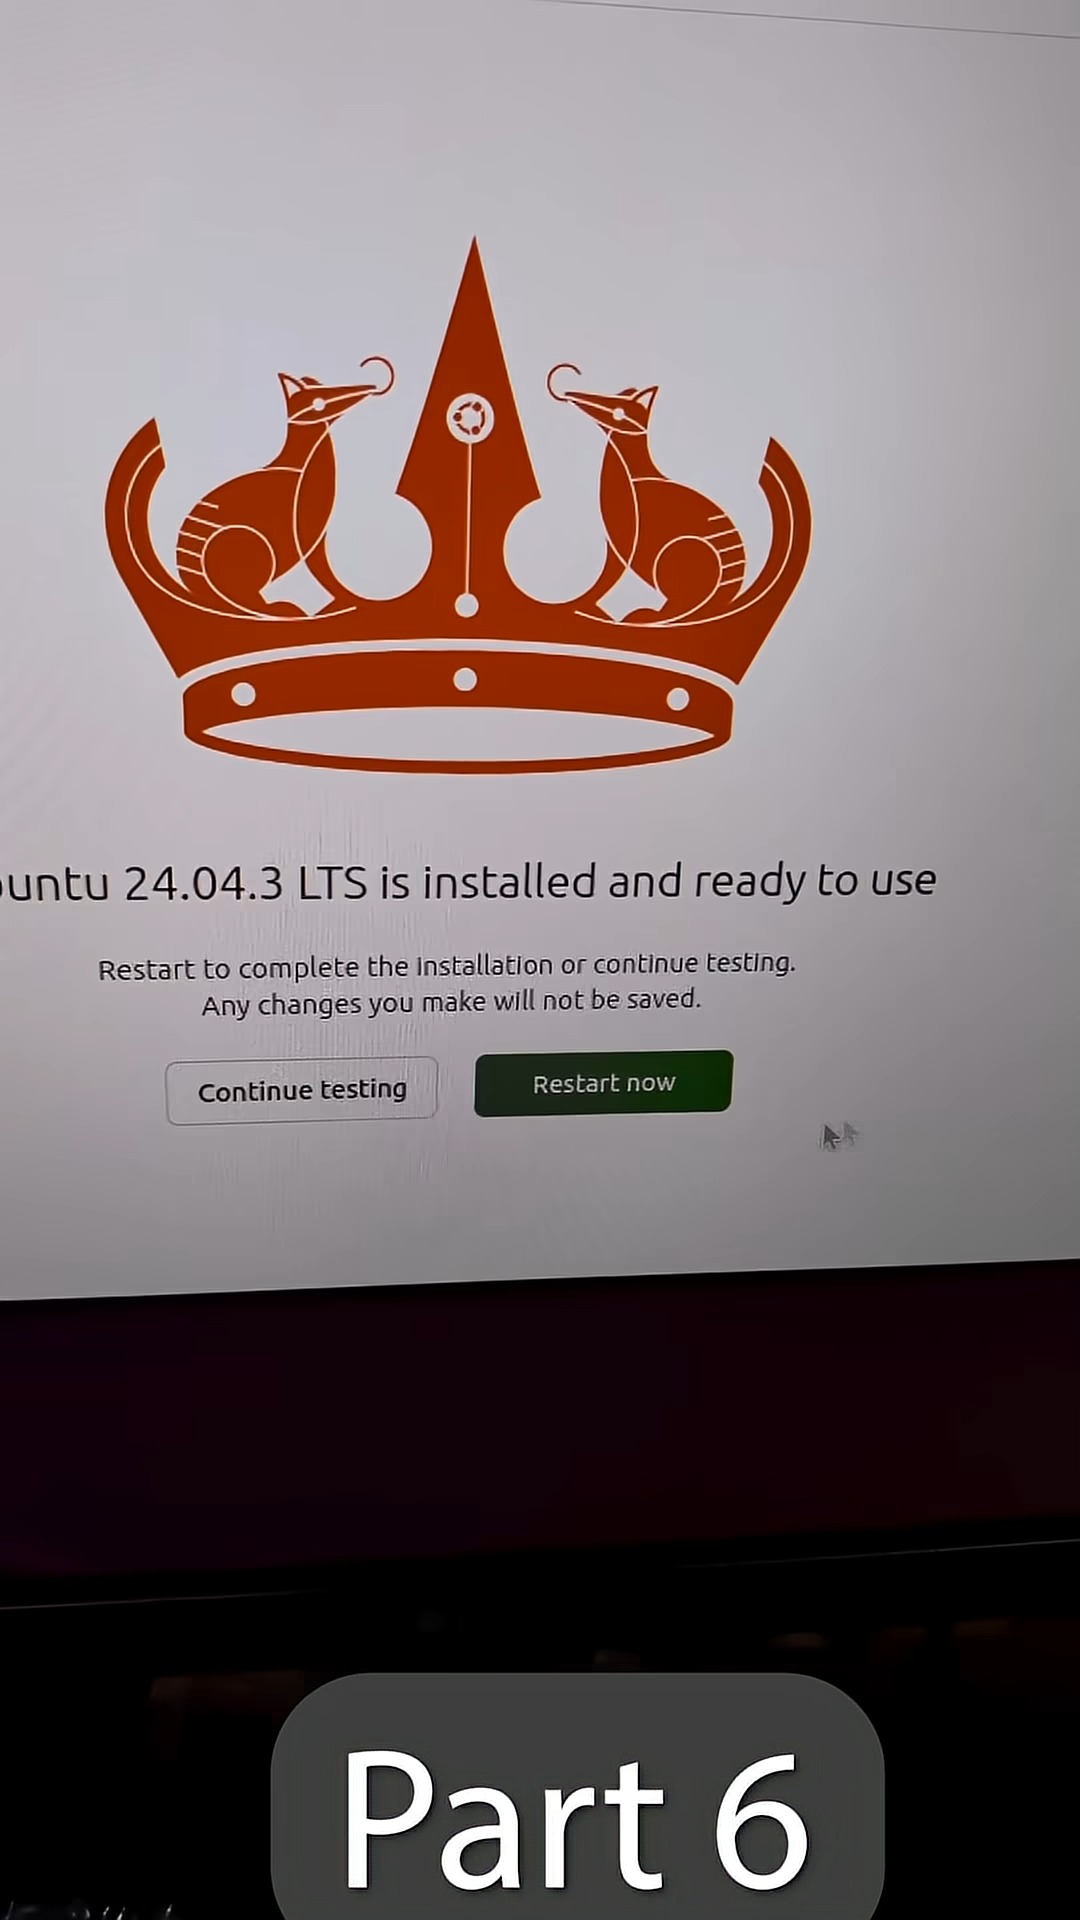 untu 24.04.3 LTS is installed and ready to use
Restart to complete the installation or continue testing.
Any changes you make will not be saved.
Continue testing
Restart now
Part 6